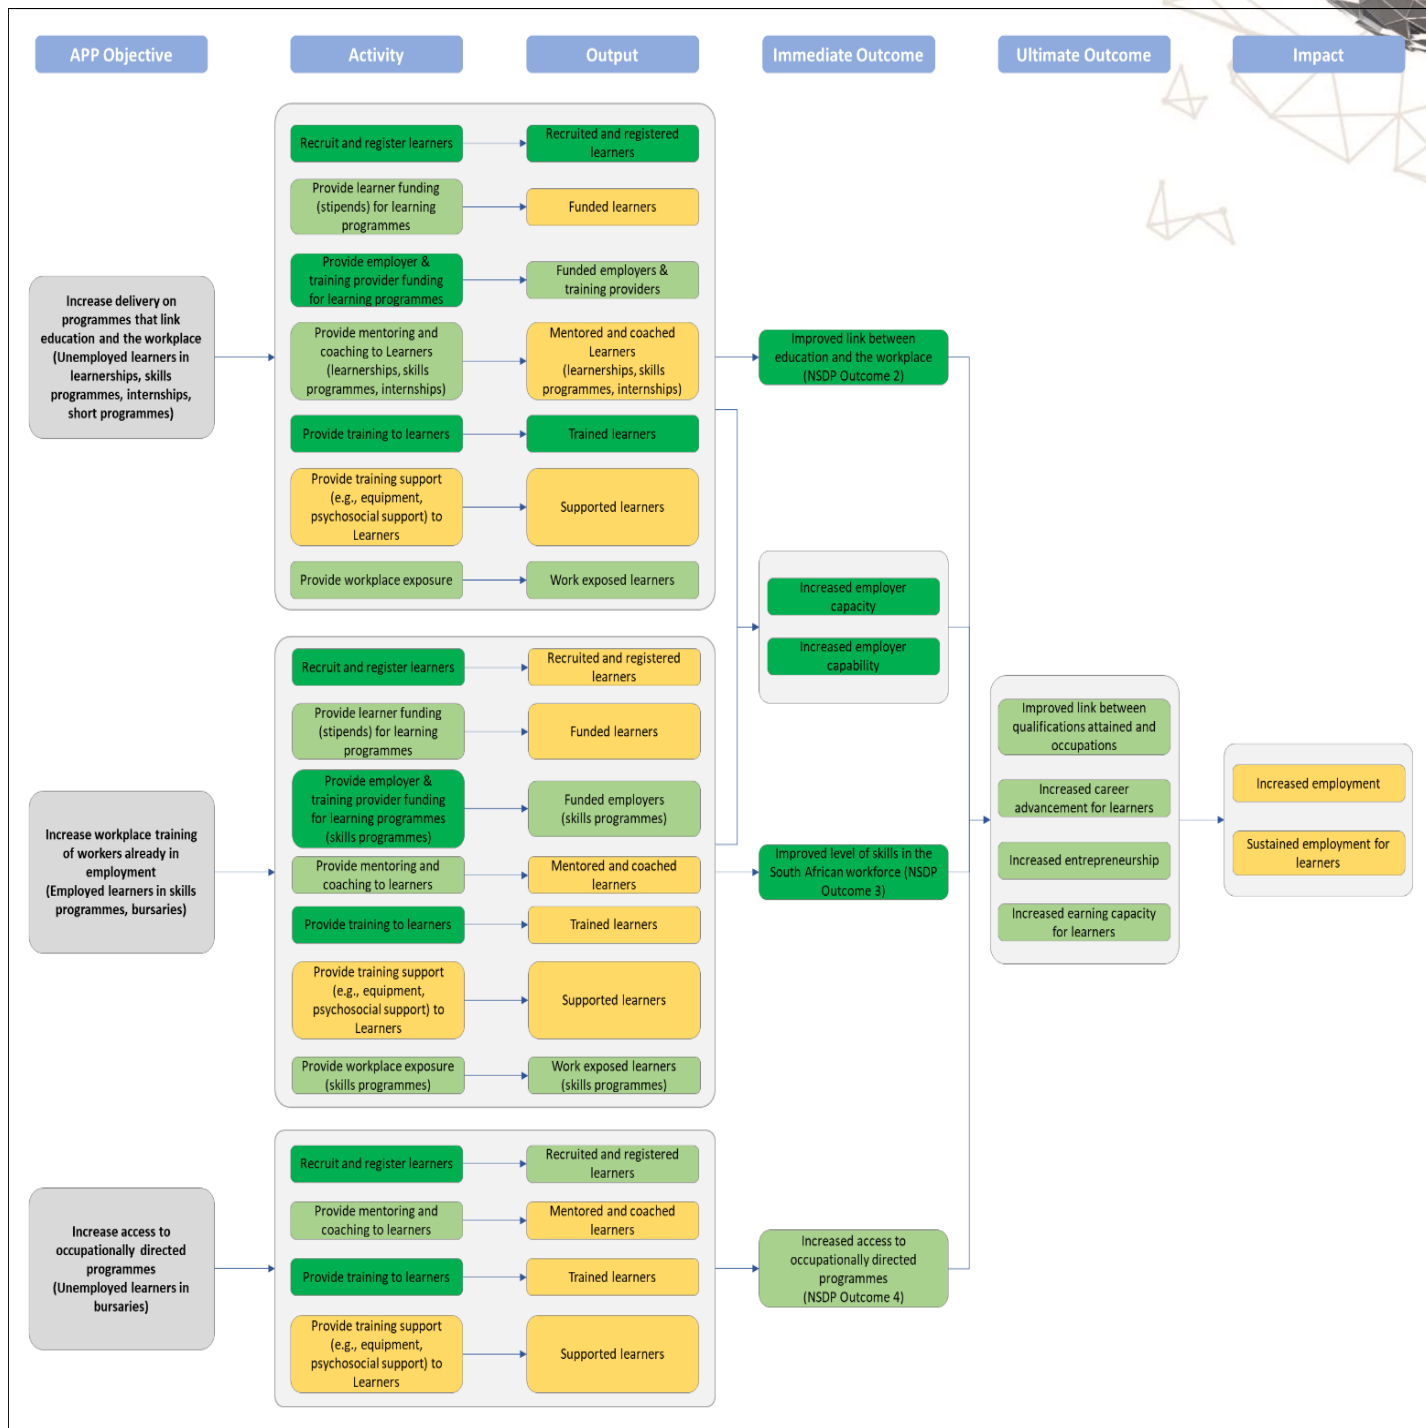 APP Objective
Activity
Output
Immediate Outcome
Ultimate Outcome
Impact
Increase delivery on
programmes that link
education and the workplace
(Unemployed learners in
learnerships, skills
programmes, internships,
short programmes)
Recruit and register learners
Recruited and registered
learners
Provide learner funding
(stipends) for learning
programmes
Funded learners
Provide employer &
training provider funding
for learning programmes
Funded employers &
training providers
Provide mentoring and
coaching to Learners
(learnerships, skills
programmes, internships)
Mentored and coached
Learners
(learnerships, skills
programmes, internships)
Provide training to learners
Trained learners
Provide training support
(e.g., equipment,
psychosocial support) to
Learners
Supported learners
Provide workplace exposure
Work exposed learners
Improved link between
education and the workplace
(NSDP Outcome 2)
Increased employer
capacity
Increased employer
capability
Increase workplace training
of workers already in
employment
(Employed learners in skills
programmes, bursaries)
Recruit and register learners
Recruited and registered
learners
Provide learner funding
(stipends) for learning
programmes
Funded learners
Provide employer &
training provider funding
for learning programmes
(skills programmes)
Funded employers
(skills programmes)
Provide mentoring and
coaching to learners
Mentored and coached
learners
Provide training to learners
Trained learners
Provide training support
(e.g., equipment,
psychosocial support) to
Learners
Supported learners
Provide workplace exposure
(skills programmes)
Work exposed learners
(skills programmes)
Improved level of skills in the
South African workforce (NSDP
Outcome 3)
Improved link between
qualifications attained and
occupations
Increased career
advancement for learners
Increased entrepreneurship
Increased earning capacity
for learners
Increased employment
Sustained employment for
learners
Increase access to
occupationally directed
programmes
(Unemployed learners in
bursaries)
Recruit and register learners
Recruited and registered
learners
Provide mentoring and
coaching to learners
Mentored and coached
learners
Provide training to learners
Trained learners
Provide training support
(e.g., equipment,
psychosocial support) to
Learners
Supported learners
Increased access to
occupationally directed
programmes
(NSDP Outcome 4)